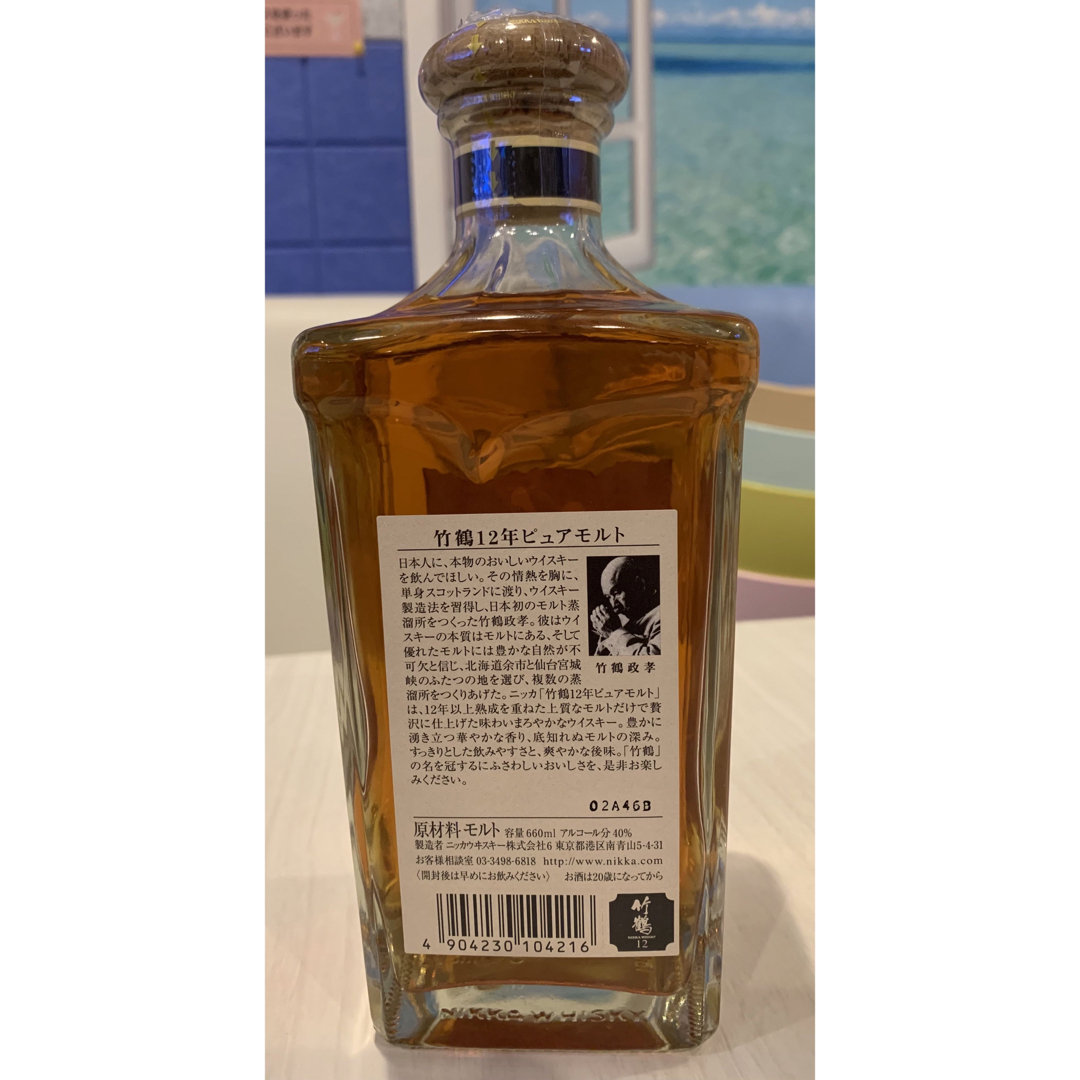 ございます
竹鶴12年ピュアモルト
日本人に、本物のおいしいウイスキー
を飲んでほしい。その情熱を胸に、
単身スコットランドに渡り、ウイスキー
製造法を習得し、日本初のモルト蒸
溜所をつくった竹鶴政孝。彼はウイ
スキーの本質はモルトにある、そして
優れたモルトには豊かな自然が不
可欠と信じ、北海道余市と仙台宮城
峡のふたつの地を選び、複数の蒸
溜所をつくりあげた。ニッカ「竹鶴12年ピュアモルト」
は、12年以上熟成を重ねた上質なモルトだけで贅
沢に仕上げた味わいまろやかなウイスキー。豊かに
湧き立つ華やかな香り、底知れぬモルトの深み。
すっきりとした飲みやすさと、爽やかな後味。「竹鶴」
の名を冠するにふさわしいおいしさを、是非お楽し
みください。
竹鶴政孝
02A46B
原材料 モルト 容量 660ml アルコール分 40%
製造者 ニッカウヰスキー株式会社6 東京都港区南青山5-4-31
お客様相談室 03-3498-6818 http://www.nikka.com
〈開封後は早めにお飲みください〉 お酒は20歳になってから
4 904230 104216
竹鶴
NIKKA WHISKY
12
NIKKA WHISKY